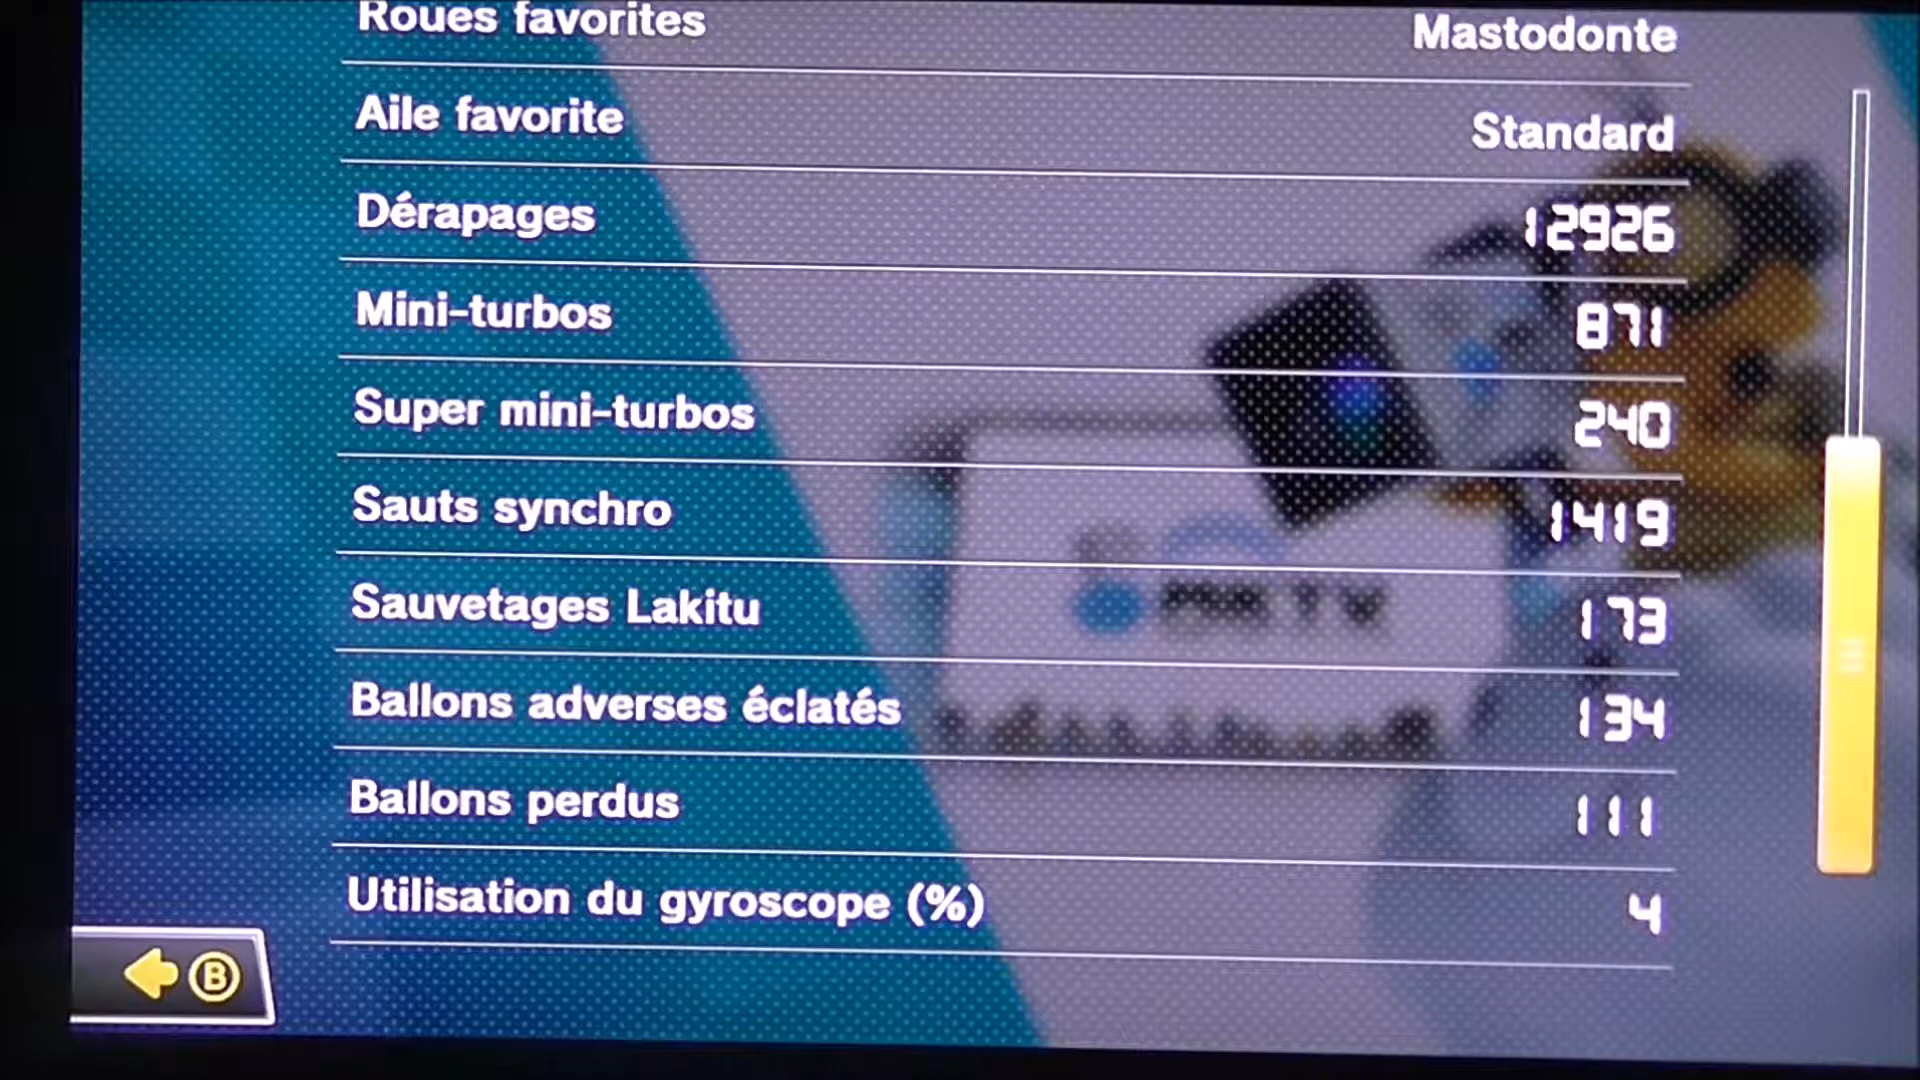 Roues favorites Mastodonte
Aile favorite Standard
Dérapages 12926
Mini-turbos 871
Super mini-turbos 240
Sauts synchro 1419
Sauvetages Lakitu 173
Ballons adverses éclatés 134
Ballons perdus 111
Utilisation du gyroscope (%) 4
B